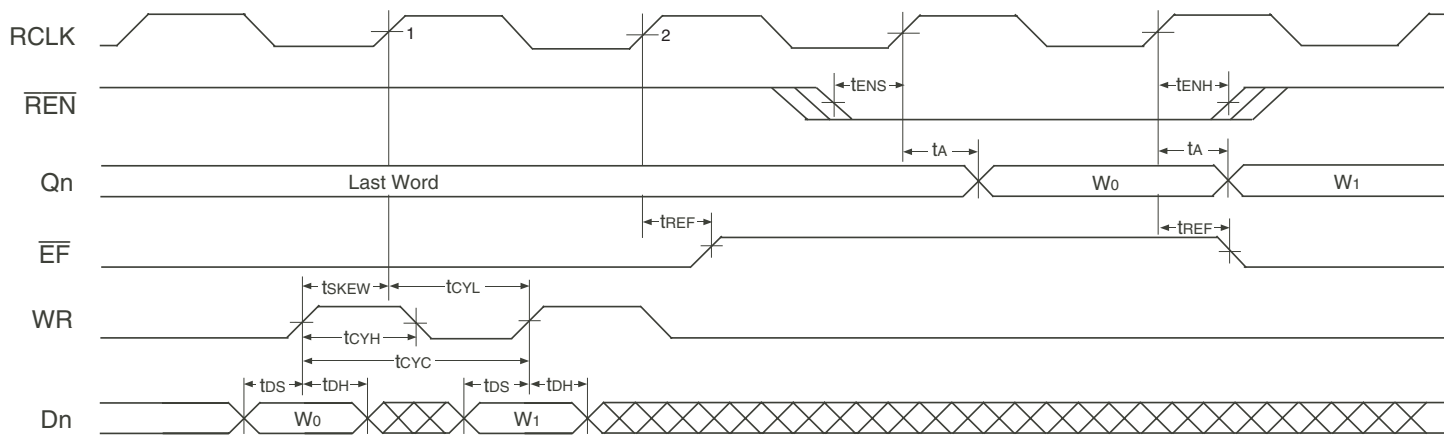 RCLK 1 2
REN tENS tENH
tA tA
Qn Last Word W0 W1
tREF tREF
EF
tSKEW tCYL
WR
tCYH
tCYC
tDS tDH tDS tDH
Dn W0 W1